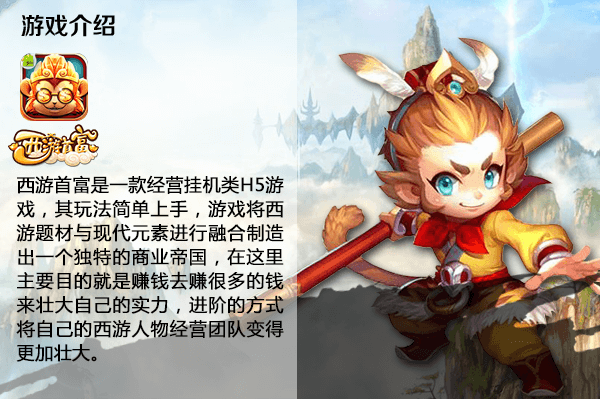 游戏介绍
西游首富
西游首富是一款经营挂机类H5游
戏，其玩法简单上手，游戏将西
游题材与现代元素进行融合制造
出一个独特的商业帝国，在这里
主要目的就是赚钱去赚很多的钱
来壮大自己的实力，进阶的方式
将自己的西游人物经营团队变得
更加壮大。